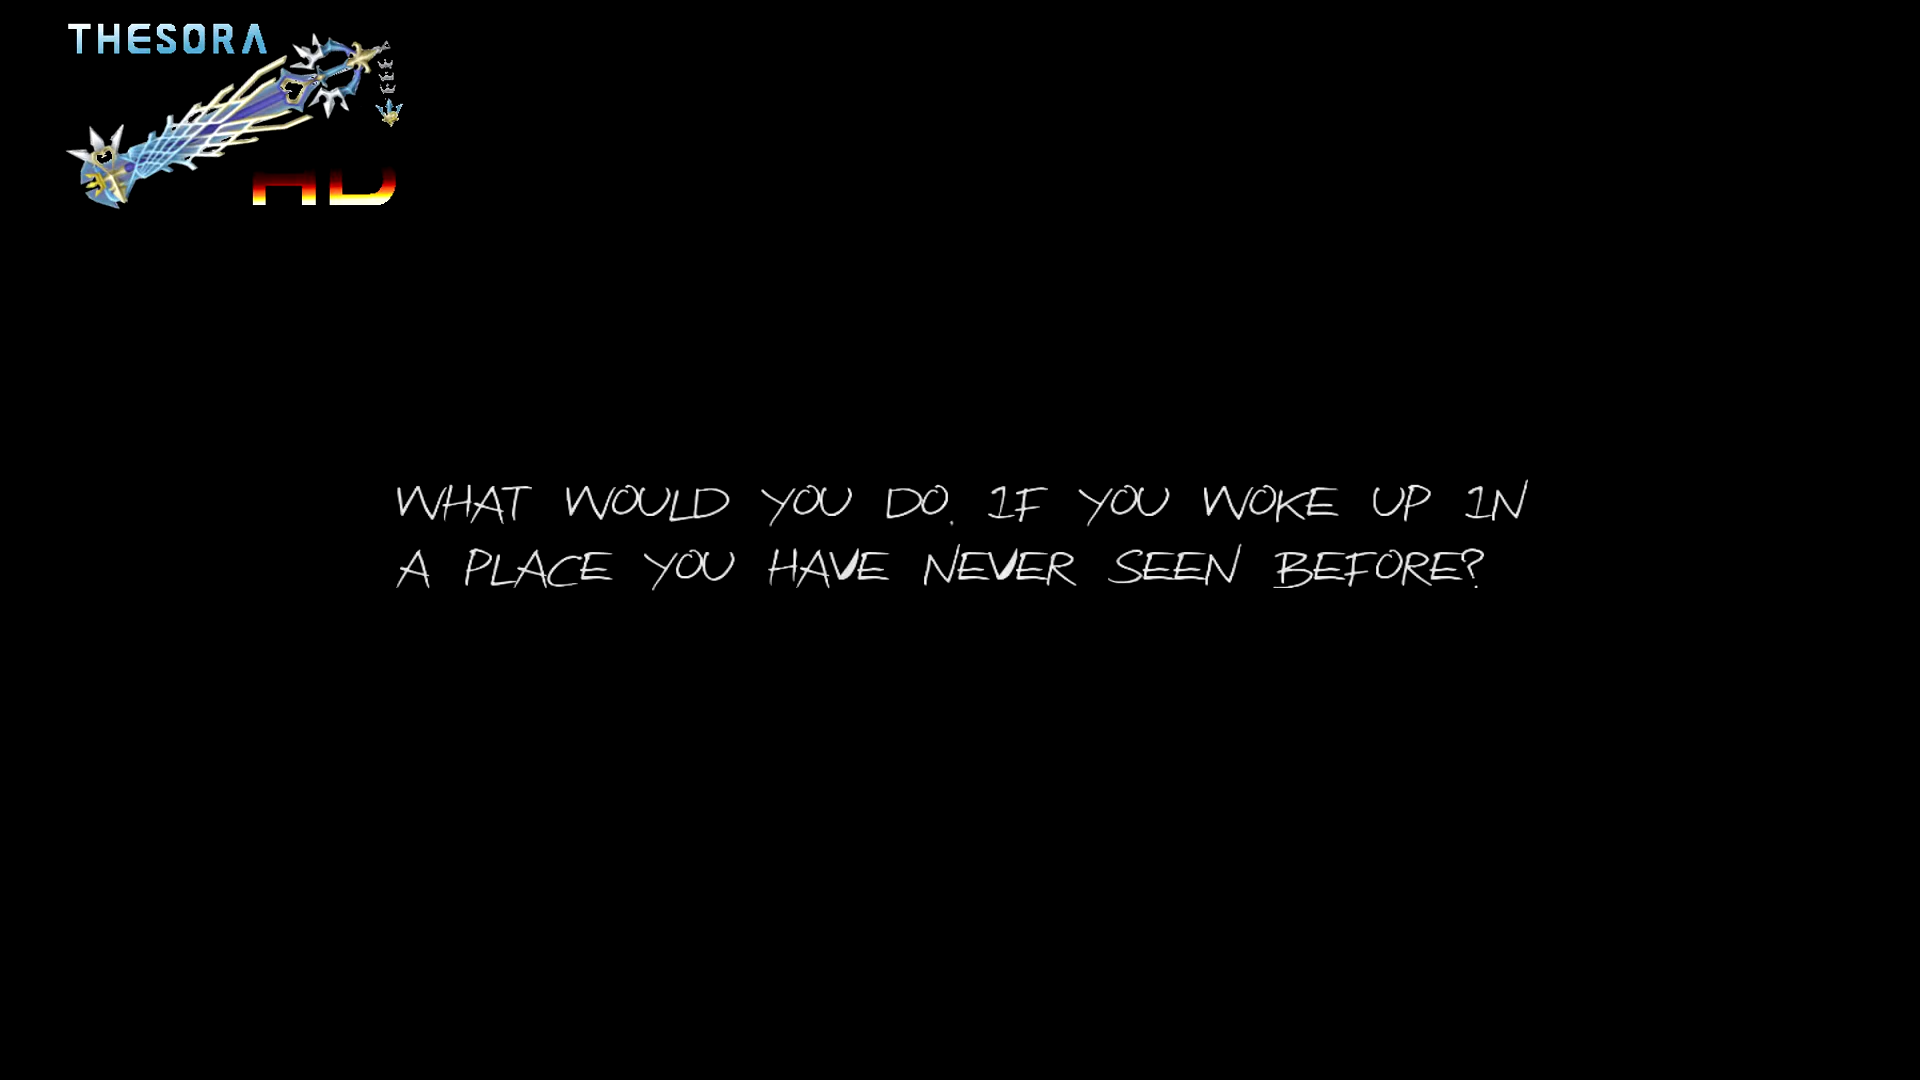 THESORA
HD
WHAT WOULD YOU DO, IF YOU WOKE UP IN
A PLACE YOU HAVE NEVER SEEN BEFORE?